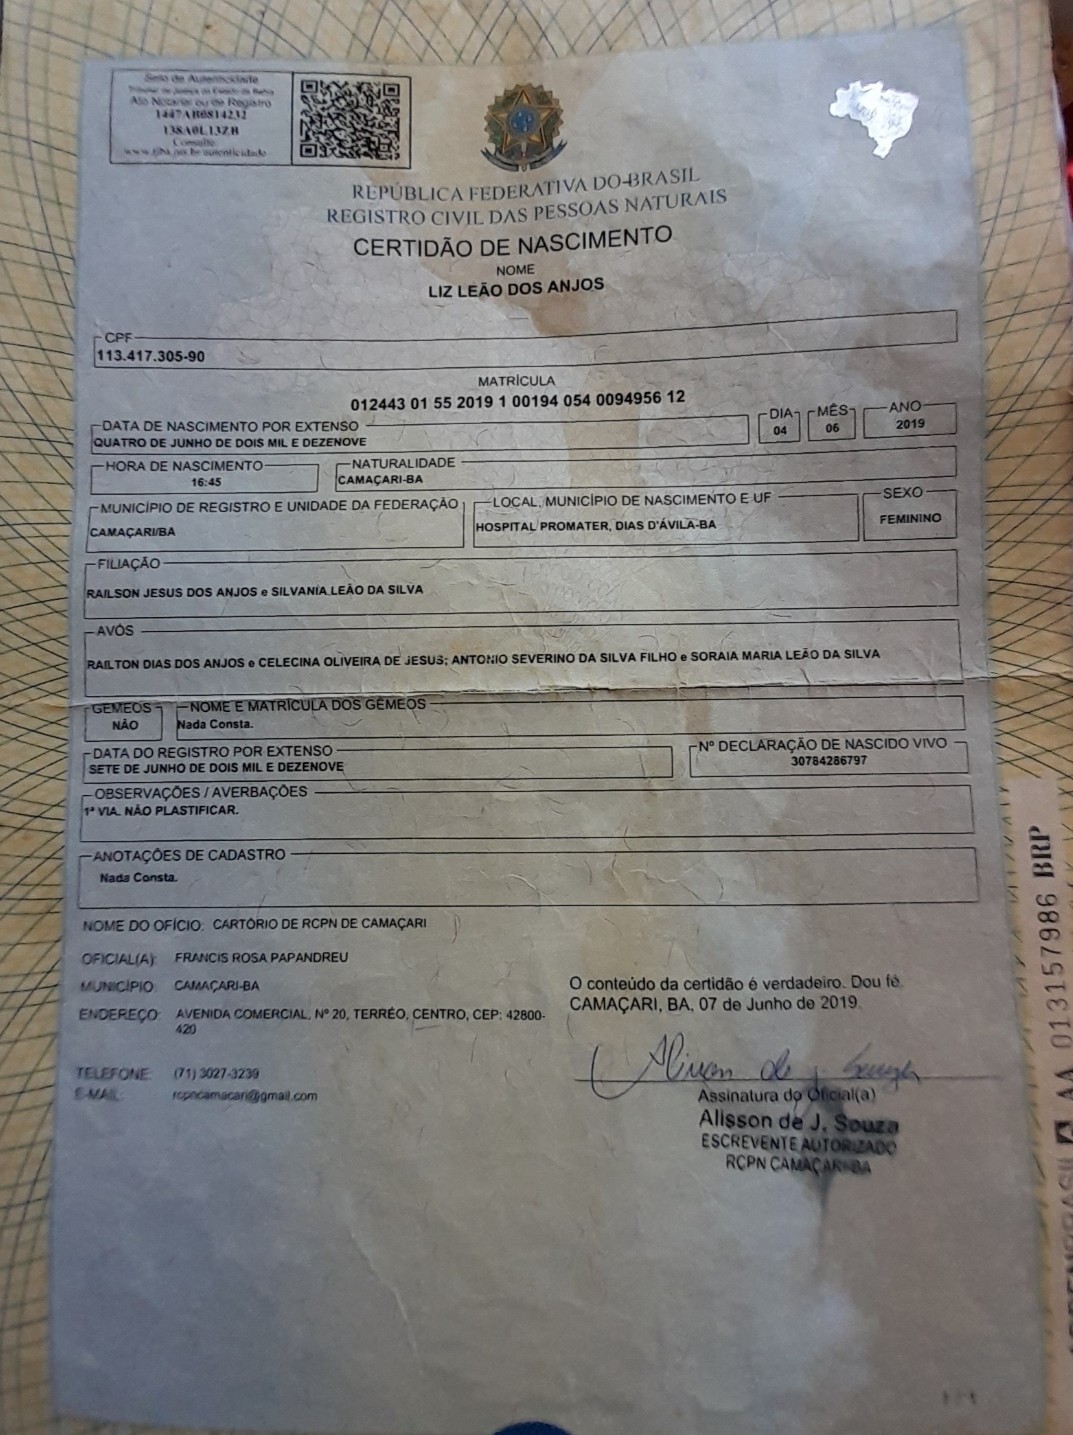 Selo de Autenticidade
Tribunal de Justiça do Estado da Bahia
Ato Notarial ou de Registro
1447AB0814232
138A0L13ZB
Consulte:
www.tjba.jus.br/autenticidade
REPÚBLICA FEDERATIVA DO BRASIL
REGISTRO CIVIL DAS PESSOAS NATURAIS
CERTIDÃO DE NASCIMENTO
NOME
LIZ LEÃO DOS ANJOS
CPF
113.417.305-90
MATRÍCULA
012443 01 55 2019 1 00194 054 0094956 12
DATA DE NASCIMENTO POR EXTENSO
QUATRO DE JUNHO DE DOIS MIL E DEZENOVE
DIA
04
MÊS
06
ANO
2019
HORA DE NASCIMENTO
16:45
NATURALIDADE
CAMAÇARI-BA
MUNICÍPIO DE REGISTRO E UNIDADE DA FEDERAÇÃO
CAMAÇARI/BA
LOCAL, MUNICÍPIO DE NASCIMENTO E UF
HOSPITAL PROMATER, DIAS D'ÁVILA-BA
SEXO
FEMININO
FILIAÇÃO
RAILSON JESUS DOS ANJOS e SILVANIA LEÃO DA SILVA
AVÓS
RAILTON DIAS DOS ANJOS e CELECINA OLIVEIRA DE JESUS; ANTONIO SEVERINO DA SILVA FILHO e SORAIA MARIA LEÃO DA SILVA
GÊMEOS
NÃO
NOME E MATRÍCULA DOS GÊMEOS
Nada Consta.
DATA DO REGISTRO POR EXTENSO
SETE DE JUNHO DE DOIS MIL E DEZENOVE
Nº DECLARAÇÃO DE NASCIDO VIVO
30784286797
OBSERVAÇÕES / AVERBAÇÕES
1ª VIA. NÃO PLASTIFICAR.
ANOTAÇÕES DE CADASTRO
Nada Consta.
NOME DO OFÍCIO: CARTÓRIO DE RCPN DE CAMAÇARI
OFICIAL(A): FRANCIS ROSA PAPANDREU
MUNICÍPIO: CAMAÇARI-BA
ENDEREÇO: AVENIDA COMERCIAL, Nº 20, TERRÉO, CENTRO, CEP: 42800-
420
TELEFONE: (71) 3027-3239
E-MAIL: rcpncamacari@gmail.com
O conteúdo da certidão é verdadeiro. Dou fé.
CAMAÇARI, BA, 07 de Junho de 2019.
Alisson de J Souza
Assinatura do Oficial(a)
Alisson de J. Souza
ESCREVENTE AUTORIZADO
RCPN CAMAÇARI-BA
AA 013157986 BRP
1 / 1